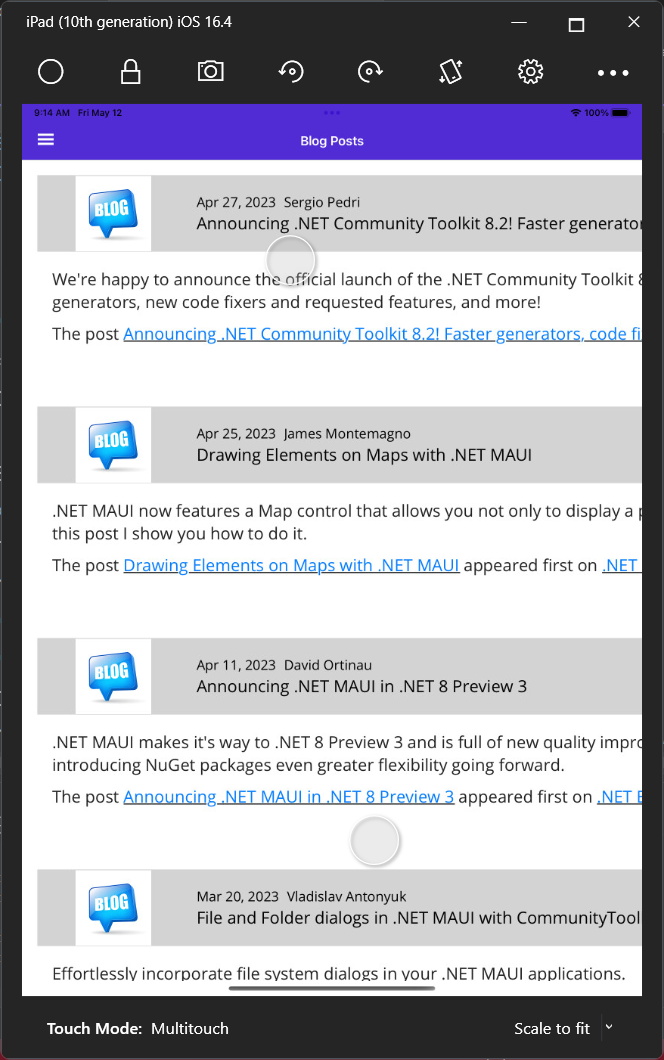 iPad (10th generation) iOS 16.4
9:14 AM Fri May 12
100%
Blog Posts
BLOG
Apr 27, 2023 Sergio Pedri
Announcing .NET Community Toolkit 8.2! Faster generator
We're happy to announce the official launch of the .NET Community Toolkit 8
generators, new code fixers and requested features, and more!
The post Announcing .NET Community Toolkit 8.2! Faster generators, code fi
BLOG
Apr 25, 2023 James Montemagno
Drawing Elements on Maps with .NET MAUI
.NET MAUI now features a Map control that allows you not only to display a p
this post I show you how to do it.
The post Drawing Elements on Maps with .NET MAUI appeared first on .NET
BLOG
Apr 11, 2023 David Ortinau
Announcing .NET MAUI in .NET 8 Preview 3
.NET MAUI makes it's way to .NET 8 Preview 3 and is full of new quality impro
introducing NuGet packages even greater flexibility going forward.
The post Announcing .NET MAUI in .NET 8 Preview 3 appeared first on .NET B
BLOG
Mar 20, 2023 Vladislav Antonyuk
File and Folder dialogs in .NET MAUI with CommunityTool
Effortlessly incorporate file system dialogs in your .NET MAUI applications.
Touch Mode: Multitouch
Scale to fit